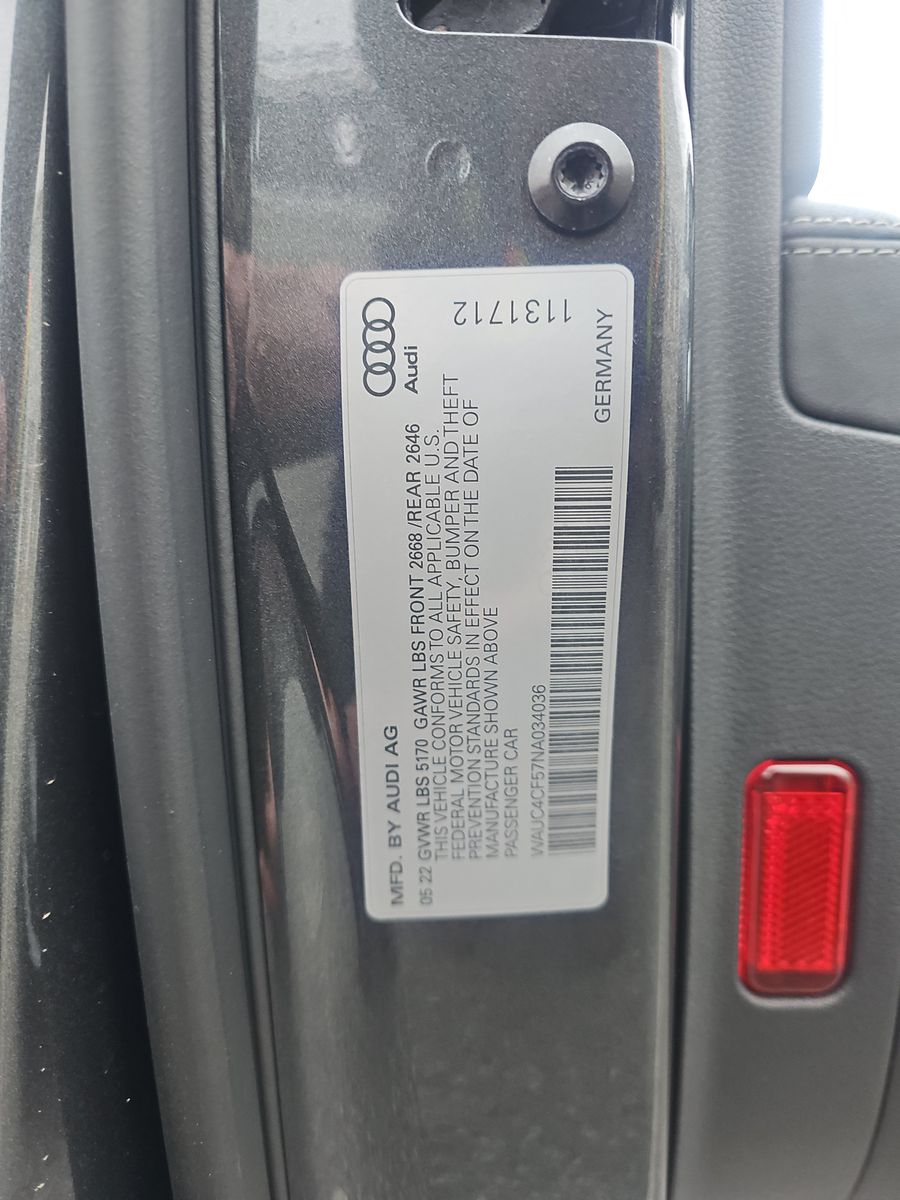 Audi
MFD. BY AUDI AG
05 22 GVWR LBS 5170 GAWR LBS FRONT 2668 /REAR 2646
THIS VEHICLE CONFORMS TO ALL APPLICABLE U.S.
FEDERAL MOTOR VEHICLE SAFETY, BUMPER AND THEFT
PREVENTION STANDARDS IN EFFECT ON THE DATE OF
MANUFACTURE SHOWN ABOVE
PASSENGER CAR
WAUC4CF57NA034036
1131712
GERMANY